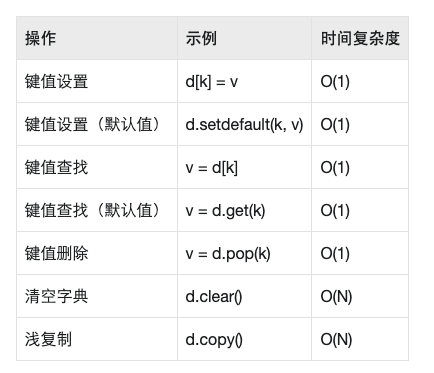 操作 示例 时间复杂度
键值设置 d[k] = v O(1)
键值设置（默认值） d.setdefault(k, v) O(1)
键值查找 v = d[k] O(1)
键值查找（默认值） v = d.get(k) O(1)
键值删除 v = d.pop(k) O(1)
清空字典 d.clear() O(N)
浅复制 d.copy() O(N)